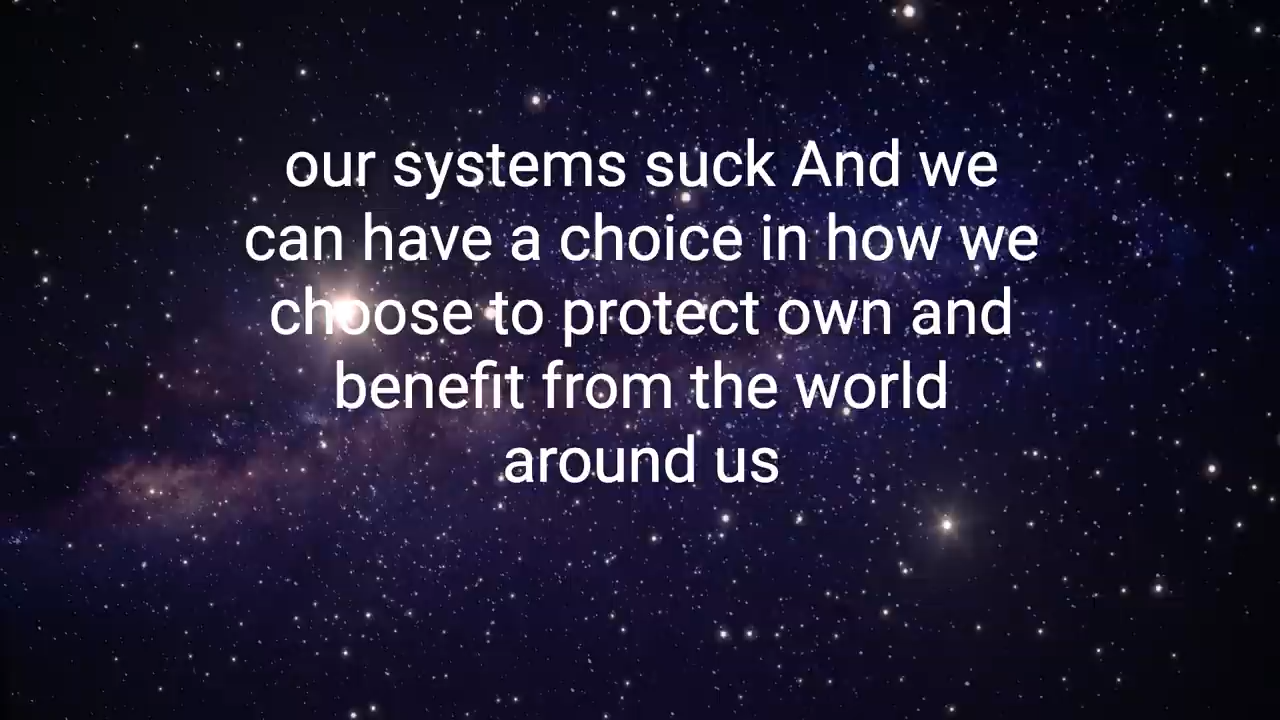 our systems suck And we
can have a choice in how we
choose to protect own and
benefit from the world
around us